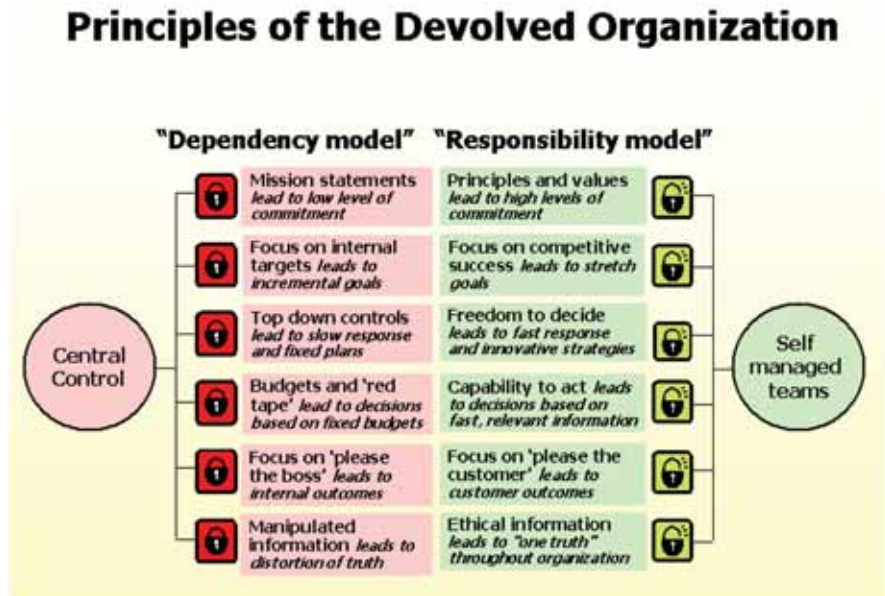 Principles of the Devolved Organization
"Dependency model" "Responsibility model"
Central
Control
Mission statements
lead to low level of
commitment
Focus on internal
targets leads to
incremental goals
Top down controls
lead to slow response
and fixed plans
Budgets and 'red
tape' lead to decisions
based on fixed budgets
Focus on 'please
the boss' leads to
internal outcomes
Manipulated
information leads to
distortion of truth
Principles and values
lead to high levels of
commitment
Focus on competitive
success leads to stretch
goals
Freedom to decide
leads to fast response
and innovative strategies
Capability to act leads
to decisions based on
fast, relevant information
Focus on 'please the
customer' leads to
customer outcomes
Ethical information
leads to "one truth"
throughout organization
Self
managed
teams